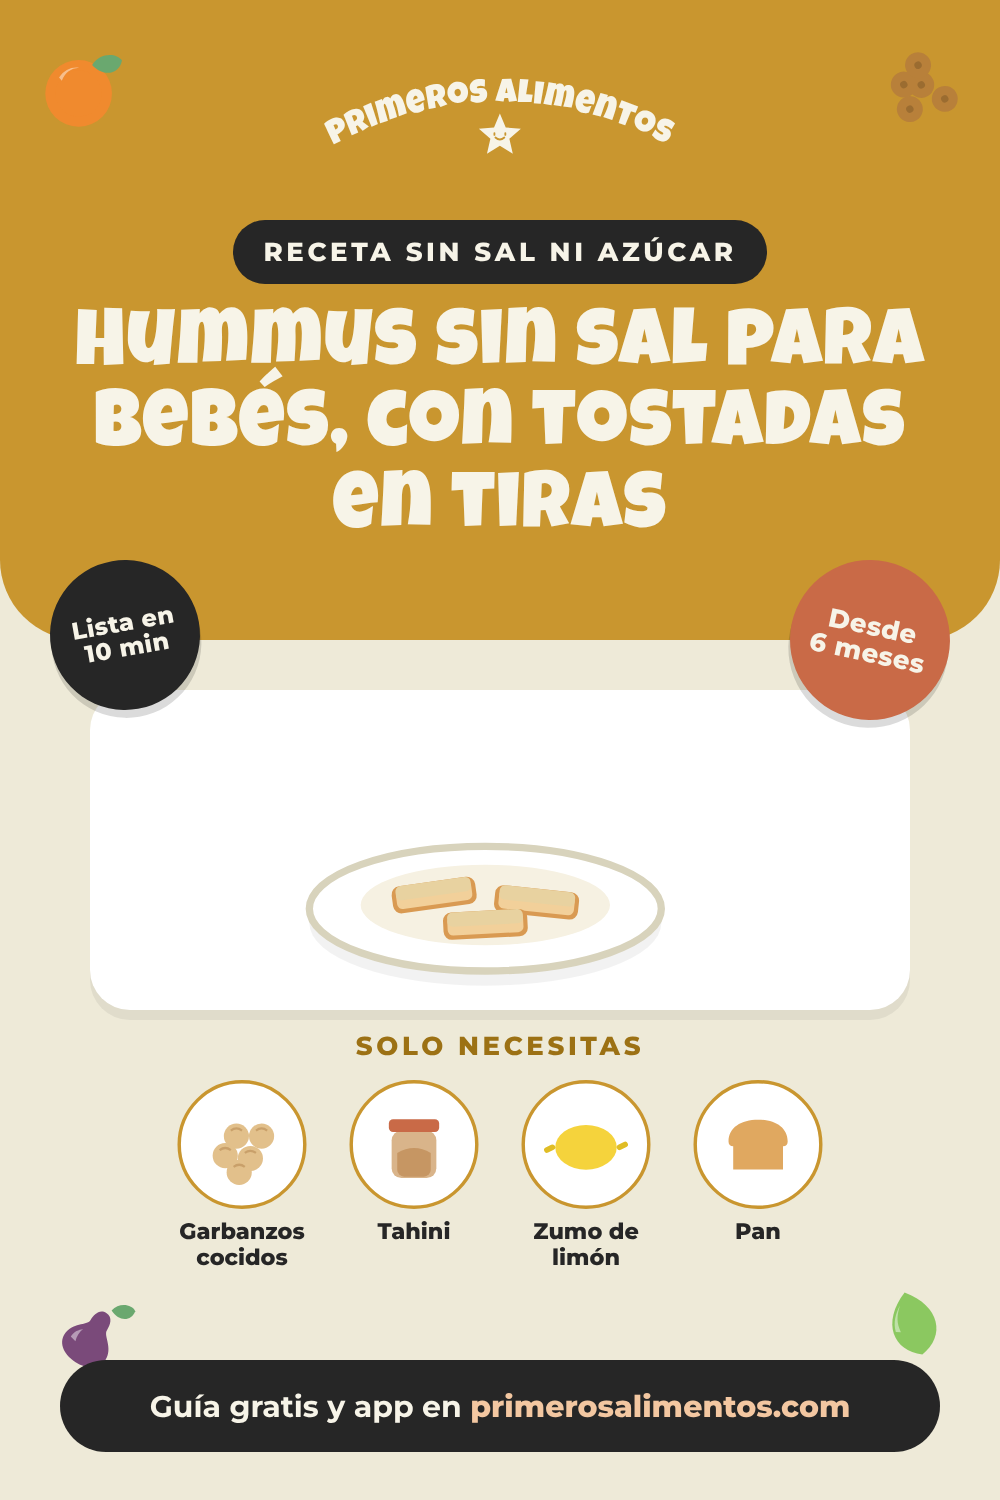 PRIMEROS ALIMENTOS
RECETA SIN SAL NI AZÚCAR
HUMMUS SIN SAL PARA
BEBÉS, CON TOSTADAS
EN TIRAS
Lista en
10 min
Desde
6 meses
SOLO NECESITAS
Garbanzos
cocidos
Tahini
Zumo de
limón
Pan
Guía gratis y app en primerosalimentos.com